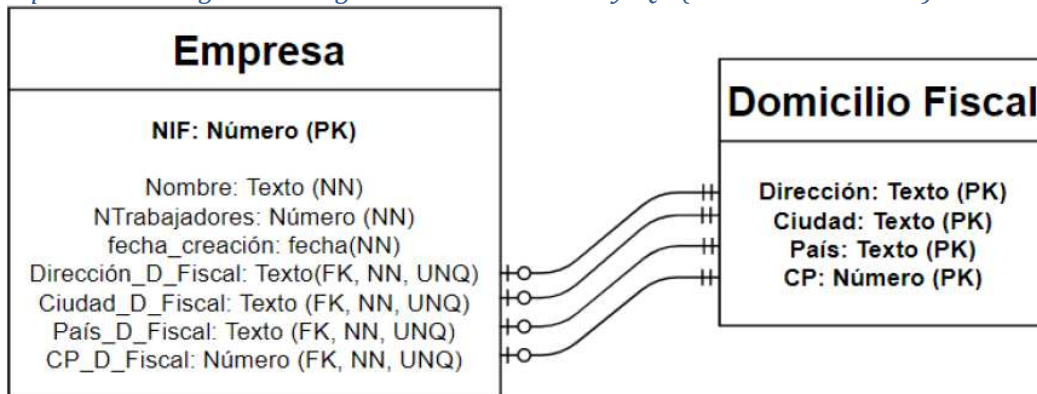 Empresa
NIF: Número (PK)
Nombre: Texto (NN)
NTrabajadores: Número (NN)
fecha_creación: fecha(NN)
Dirección_D_Fiscal: Texto(FK, NN, UNQ)
Ciudad_D_Fiscal: Texto (FK, NN, UNQ)
País_D_Fiscal: Texto (FK, NN, UNQ)
CP_D_Fiscal: Número (FK, NN, UNQ)
Domicilio Fiscal
Dirección: Texto (PK)
Ciudad: Texto (PK)
País: Texto (PK)
CP: Número (PK)